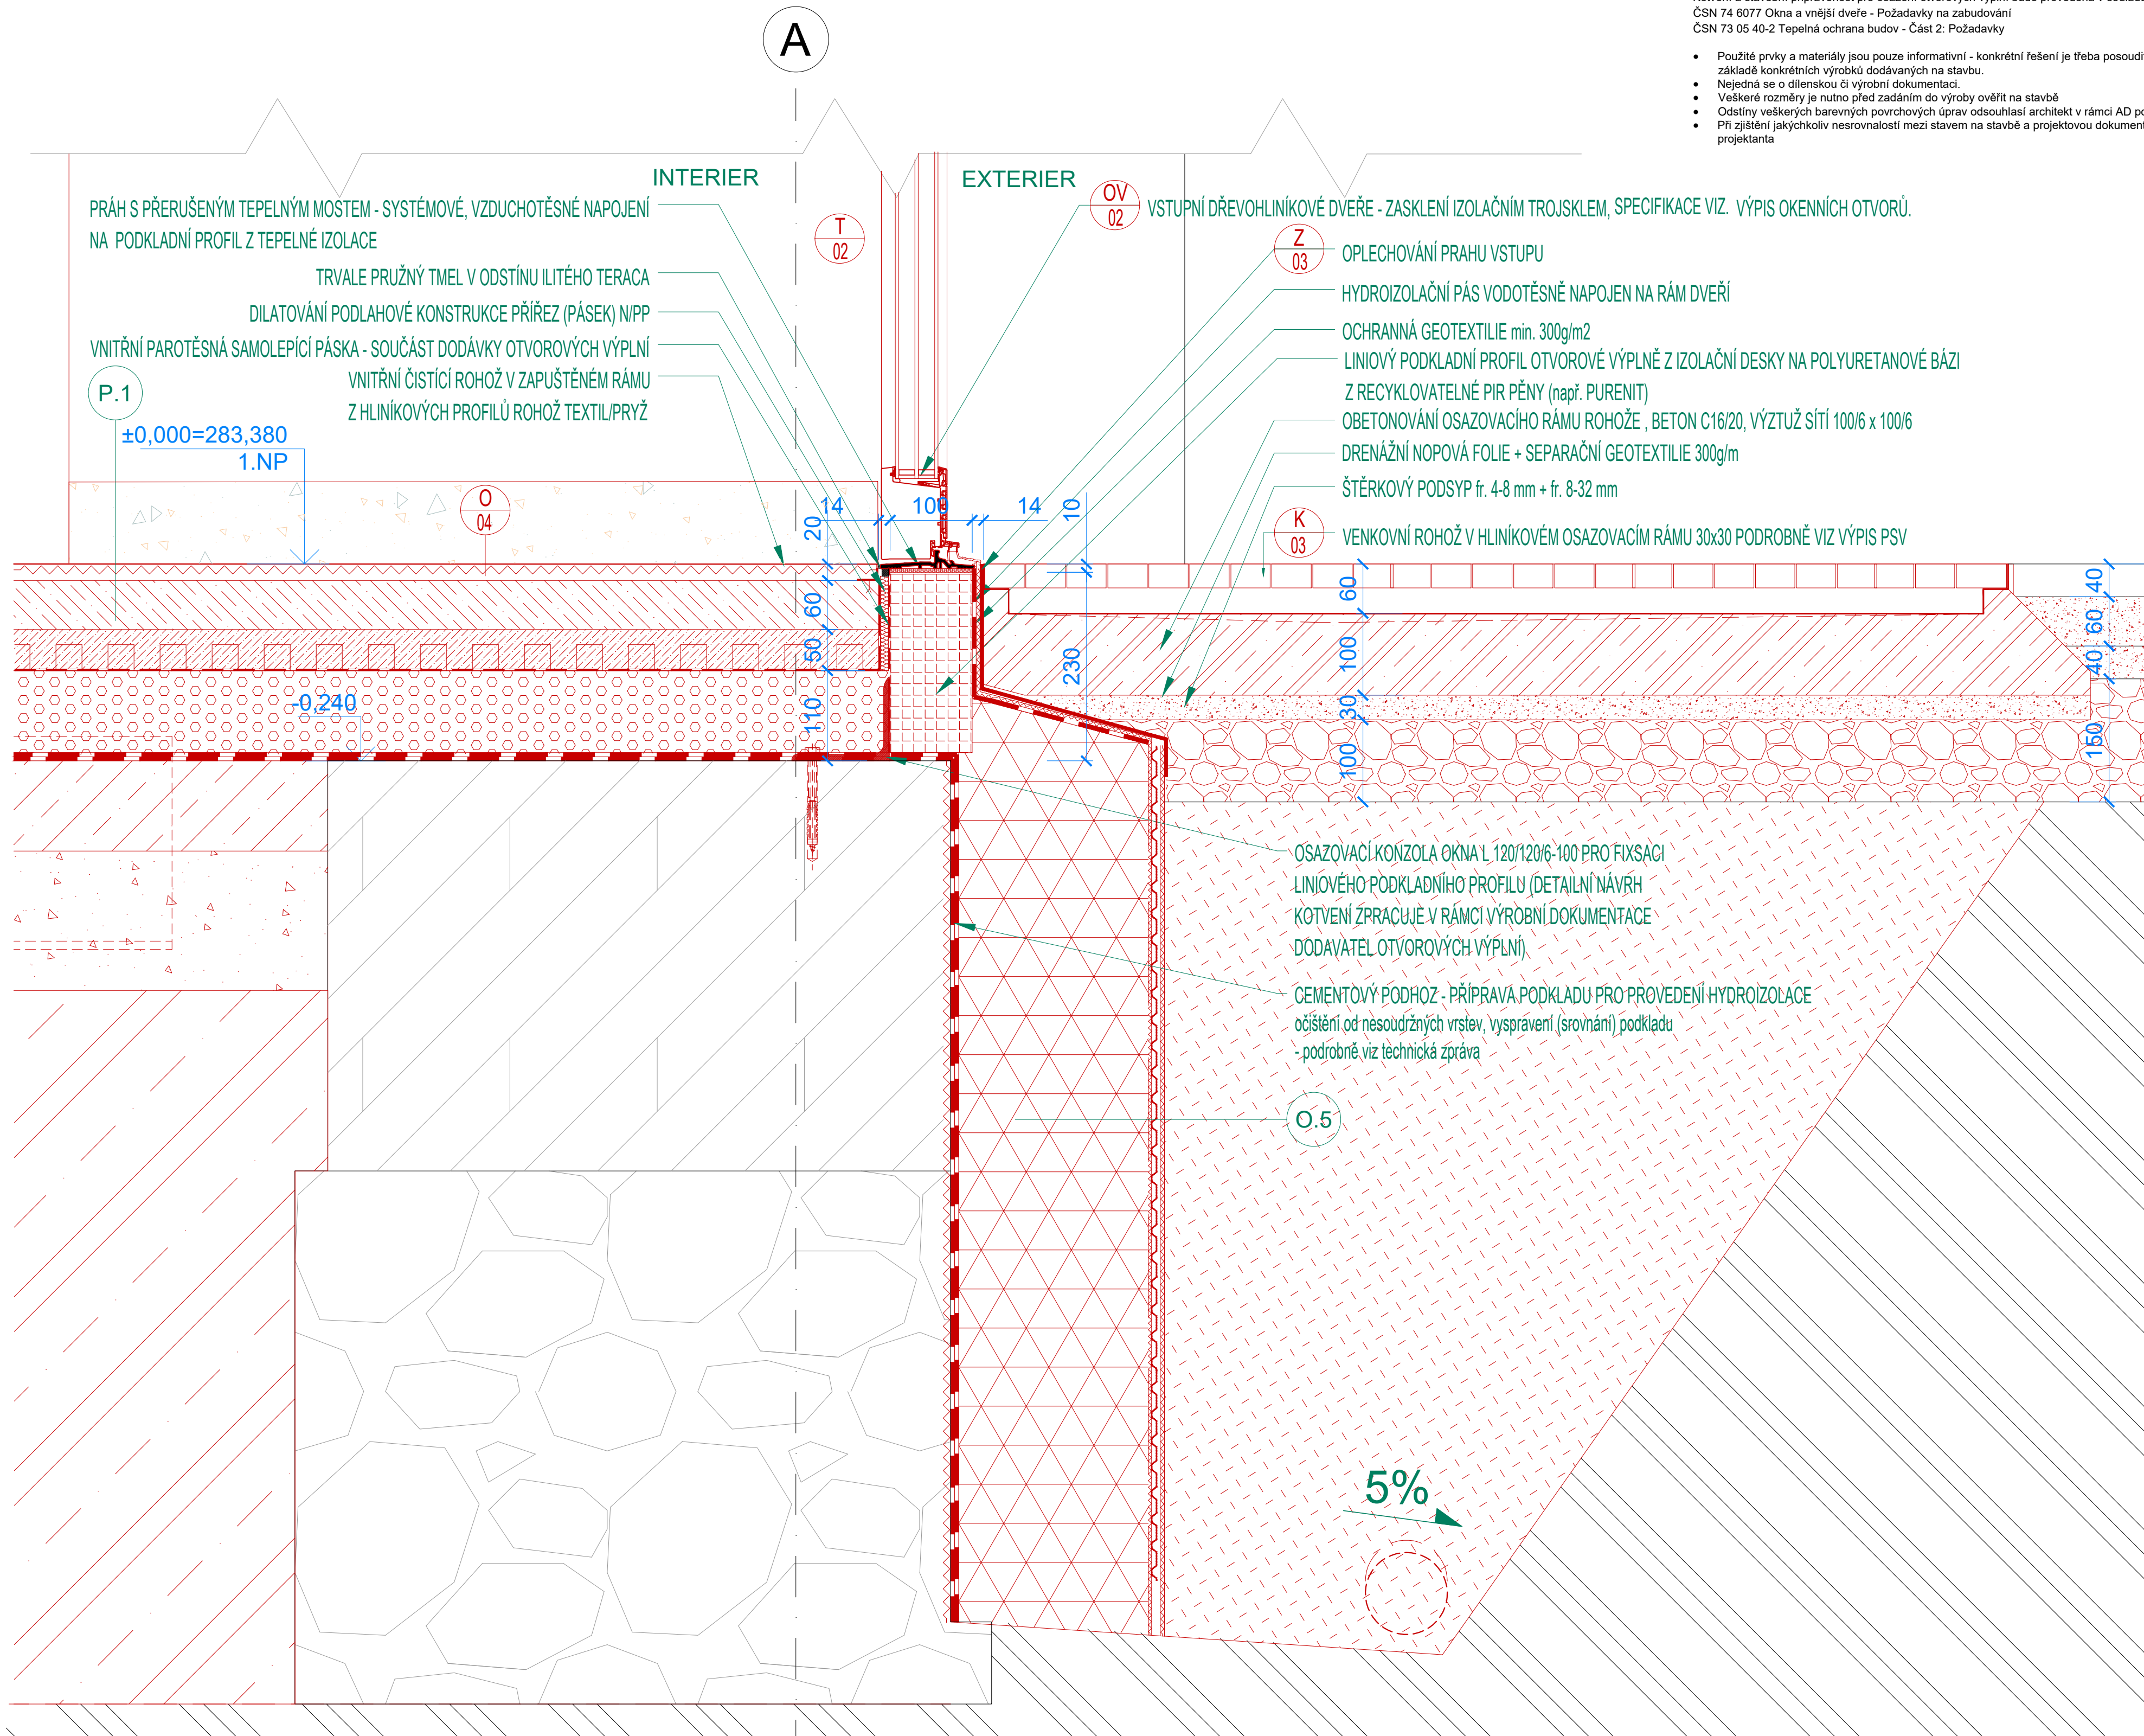 ČSN 74 6077 Okna a vnější dveře - Požadavky na zabudování
ČSN 73 05 40-2 Tepelná ochrana budov - Část 2: Požadavky
• Použité prvky a materiály jsou pouze informativní - konkrétní řešení je třeba
základě konkrétních výrobků dodávaných na stavbu.
• Nejedná se o dílenskou či výrobní dokumentaci.
• Veškeré rozměry je nutno před zadáním do výroby ověřit na stavbě
• Odstíny veškerých barevných povrchových úprav odsouhlasí architekt v rámci AD
• Při zjištění jakýchkoliv nesrovnalostí mezi stavem na stavbě a projektovou
projektanta
A
INTERIER
EXTERIER
PRÁH S PŘERUŠENÝM TEPELNÝM MOSTEM - SYSTÉMOVÉ, VZDUCHOTĚSNÉ NAPOJENÍ
NA PODKLADNÍ PROFIL Z TEPELNÉ IZOLACE
TRVALE PRUŽNÝ TMEL V ODSTÍNU ILITÉHO TERACA
DILATOVÁNÍ PODLAHOVÉ KONSTRUKCE PŘÍŘEZ (PÁSEK) N/PP
VNITŘNÍ PAROTĚSNÁ SAMOLEPÍCÍ PÁSKA - SOUČÁST DODÁVKY OTVOROVÝCH VÝPLNÍ
VNITŘNÍ ČISTÍCÍ ROHOŽ V ZAPUŠTĚNÉM RÁMU
Z HLINÍKOVÝCH PROFILŮ ROHOŽ TEXTIL/PRYŽ
P.1
±0,000=283,380
1.NP
O
04
T
02
OV
02
VSTUPNÍ DŘEVOHLINÍKOVÉ DVEŘE - ZASKLENÍ IZOLAČNÍM TROJSKLEM, SPECIFIKACE VIZ. VÝPIS OKENNÍCH OTVORŮ.
Z
03
OPLECHOVÁNÍ PRAHU VSTUPU
HYDROIZOLAČNÍ PÁS VODOTĚSNĚ NAPOJEN NA RÁM DVEŘÍ
OCHRANNÁ GEOTEXTILIE min. 300g/m2
LINIOVÝ PODKLADNÍ PROFIL OTVOROVÉ VÝPLNĚ Z IZOLAČNÍ DESKY NA POLYURETANOVÉ BÁZI
Z RECYKLOVATELNÉ PIR PĚNY (např. PURENIT)
OBETONOVÁNÍ OSAZOVACÍHO RÁMU ROHOŽE , BETON C16/20, VÝZTUŽ SÍTÍ 100/6 x 100/6
DRENÁŽNÍ NOPOVÁ FOLIE + SEPARAČNÍ GEOTEXTILIE 300g/m
ŠTĚRKOVÝ PODSYP fr. 4-8 mm + fr. 8-32 mm
K
03
VENKOVNÍ ROHOŽ V HLINÍKOVÉM OSAZOVACÍM RÁMU 30x30 PODROBNĚ VIZ VÝPIS PSV
14
100
14
10
20
60
50
110
230
60
100
30
100
40
60
40
150
-0,240
OSAZOVACÍ KONZOLA OKNA L 120/120/6-100 PRO FIXSACI
LINIOVÉHO PODKLADNÍHO PROFILU (DETAILNÍ NÁVRH
KOTVENÍ ZPRACUJE V RÁMCI VÝROBNÍ DOKUMENTACE
DODAVATEL OTVOROVÝCH VÝPLNÍ)
CEMENTOVÝ PODHOZ - PŘÍPRAVA PODKLADU PRO PROVEDENÍ HYDROIZOLACE
očištění od nesoudržných vrstev, vyspravení (srovnání) podkladu
- podrobně viz technická zpráva
O.5
5%